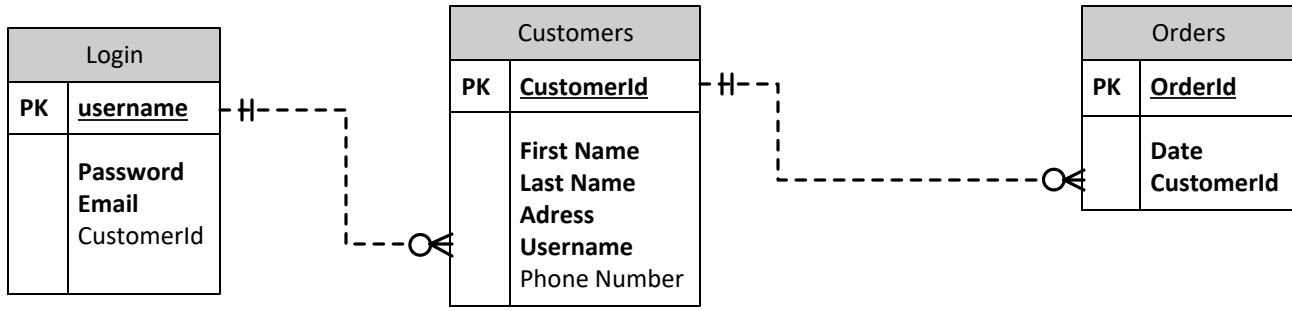 Login
PK username
Password
Email
CustomerId
Customers
PK CustomerId
First Name
Last Name
Adress
Username
Phone Number
Orders
PK OrderId
Date
CustomerId